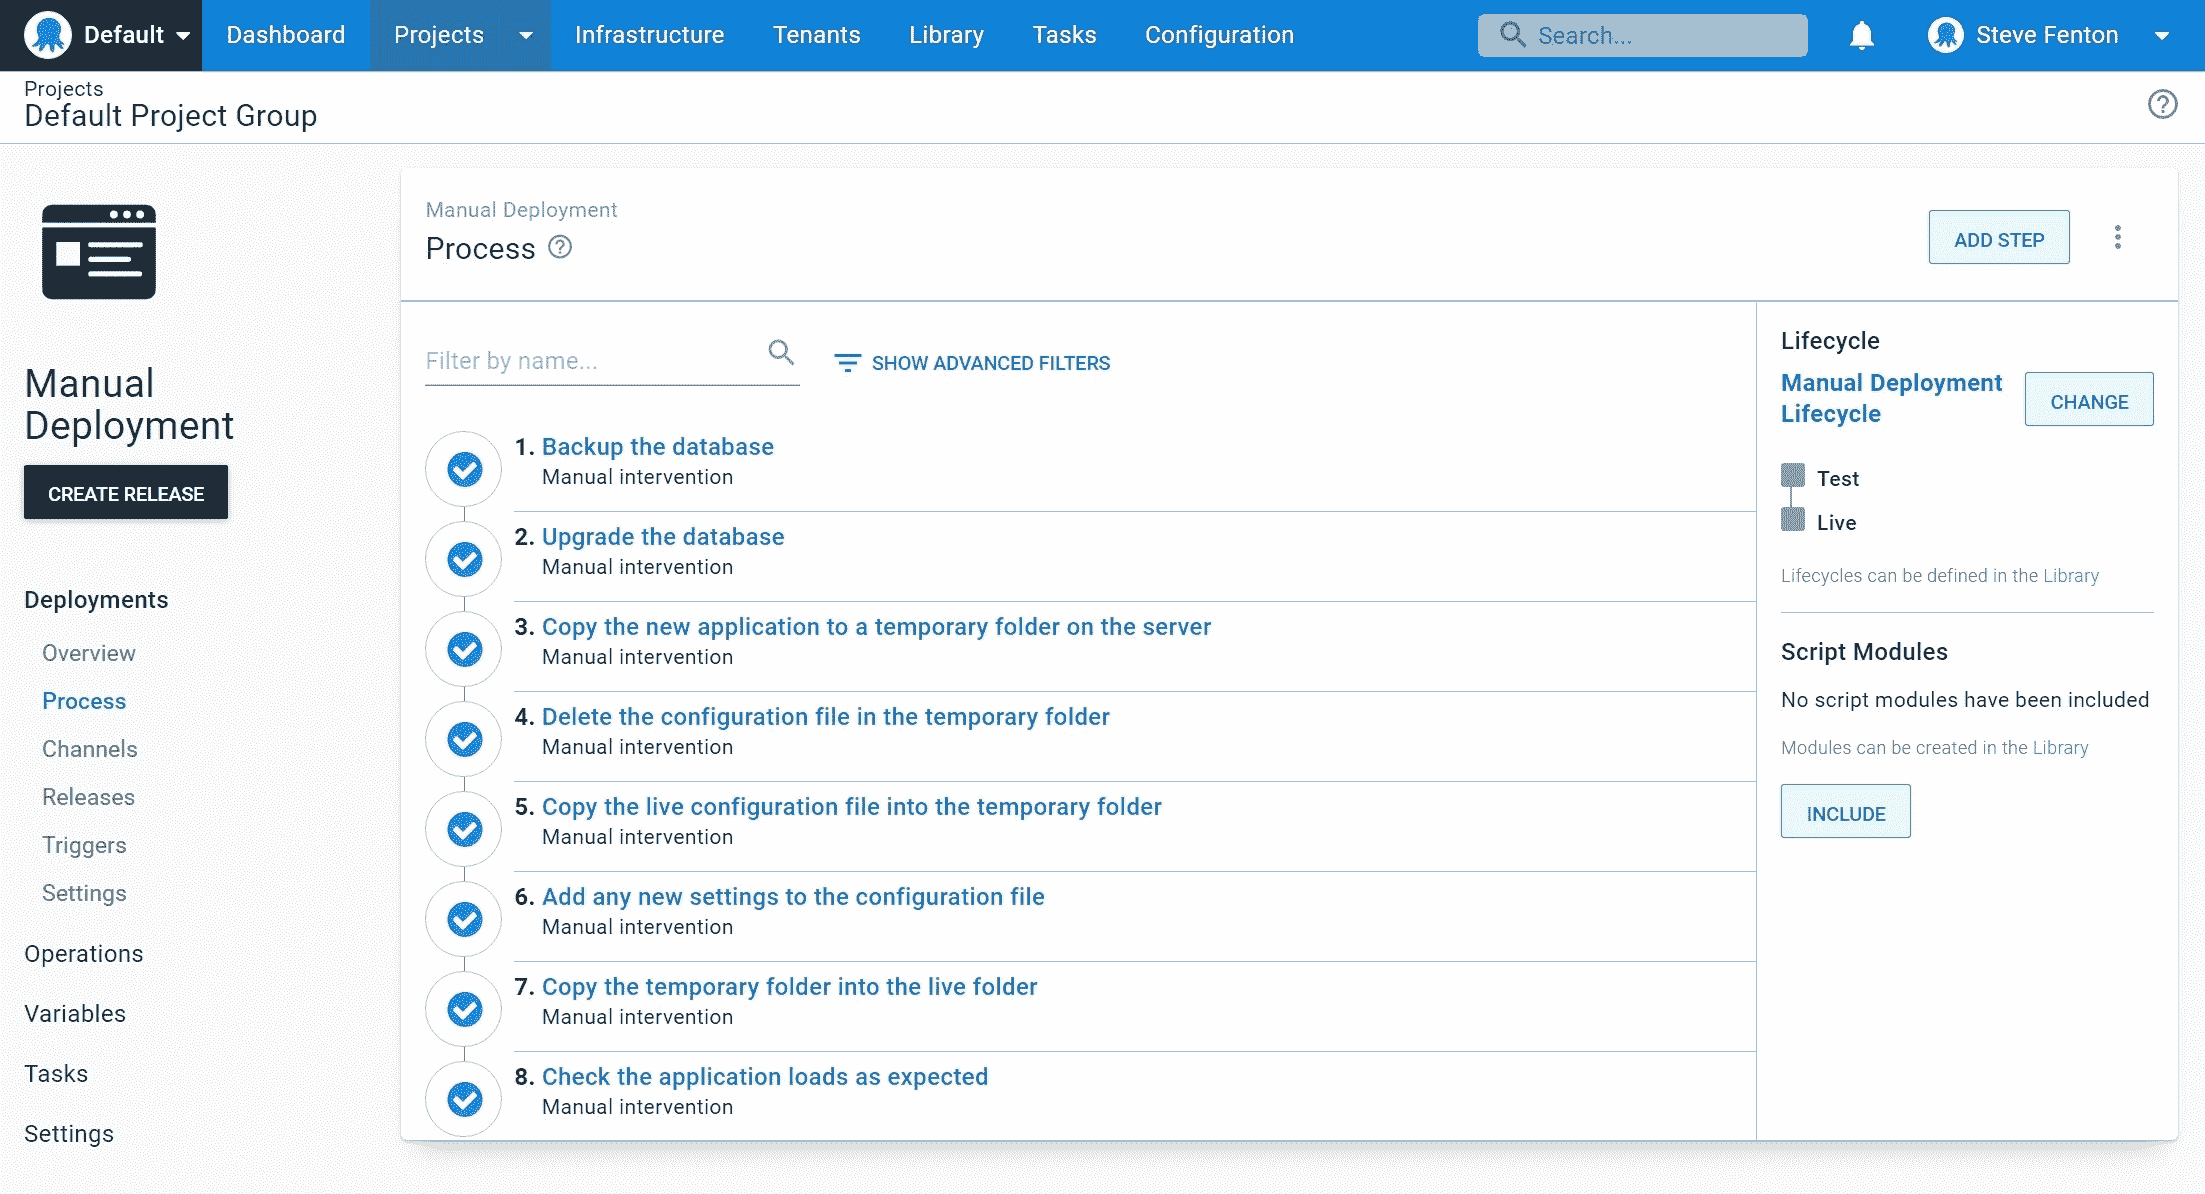 Default
Dashboard
Projects
Infrastructure
Tenants
Library
Tasks
Configuration
Search...
Steve Fenton
Projects
Default Project Group
Manual
Deployment
CREATE RELEASE
Deployments
Overview
Process
Channels
Releases
Triggers
Settings
Operations
Variables
Tasks
Settings
Manual Deployment
Process
ADD STEP
Filter by name...
SHOW ADVANCED FILTERS
1. Backup the database
Manual intervention
2. Upgrade the database
Manual intervention
3. Copy the new application to a temporary folder on the server
Manual intervention
4. Delete the configuration file in the temporary folder
Manual intervention
5. Copy the live configuration file into the temporary folder
Manual intervention
6. Add any new settings to the configuration file
Manual intervention
7. Copy the temporary folder into the live folder
Manual intervention
8. Check the application loads as expected
Manual intervention
Lifecycle
Manual Deployment
Lifecycle
CHANGE
Test
Live
Lifecycles can be defined in the Library
Script Modules
No script modules have been included
Modules can be created in the Library
INCLUDE